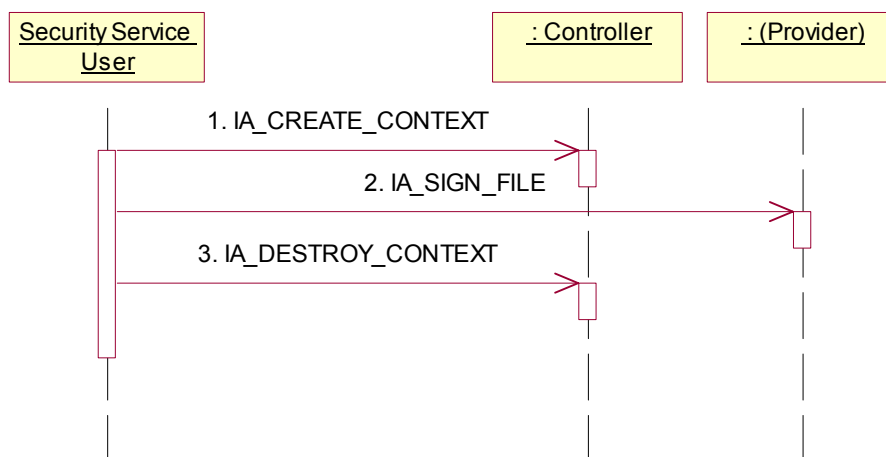 Security Service
User
: Controller
: (Provider)
1. IA_CREATE_CONTEXT
2. IA_SIGN_FILE
3. IA_DESTROY_CONTEXT